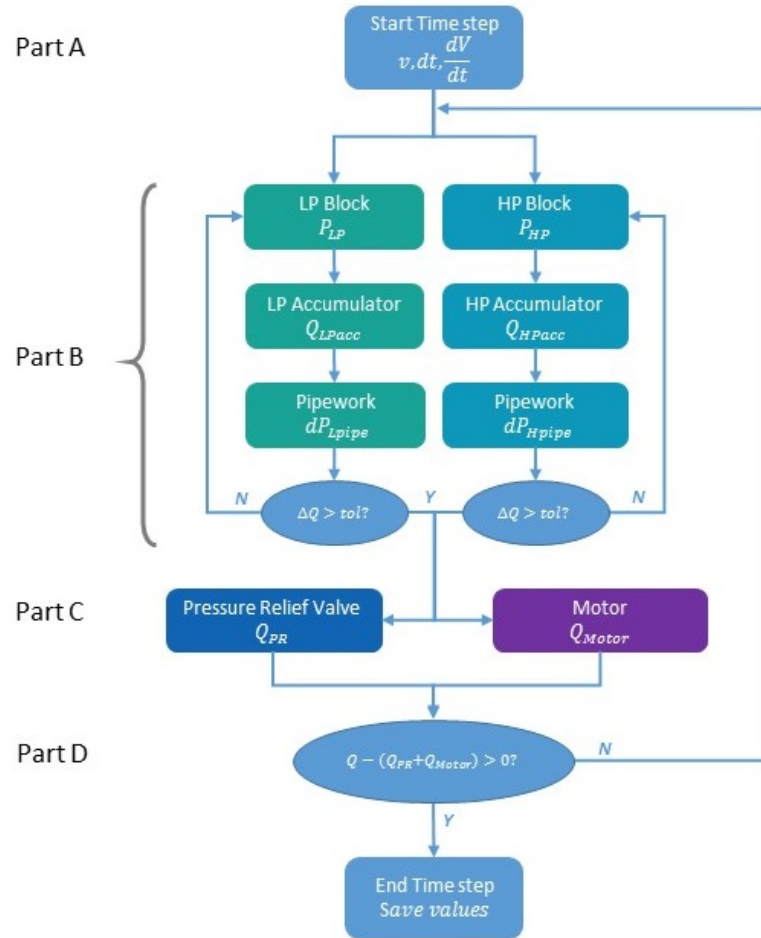 Part A
Start Time step
v, dt, dV/dt
Part B
LP Block
P_LP
HP Block
P_HP
LP Accumulator
Q_LPacc
HP Accumulator
Q_HPacc
Pipework
dP_Lpipe
Pipework
dP_Hpipe
N
ΔQ > tol?
Y
ΔQ > tol?
N
Part C
Pressure Relief Valve
Q_PR
Motor
Q_Motor
Part D
Q − (Q_PR+Q_Motor) > 0?
N
Y
End Time step
Save values